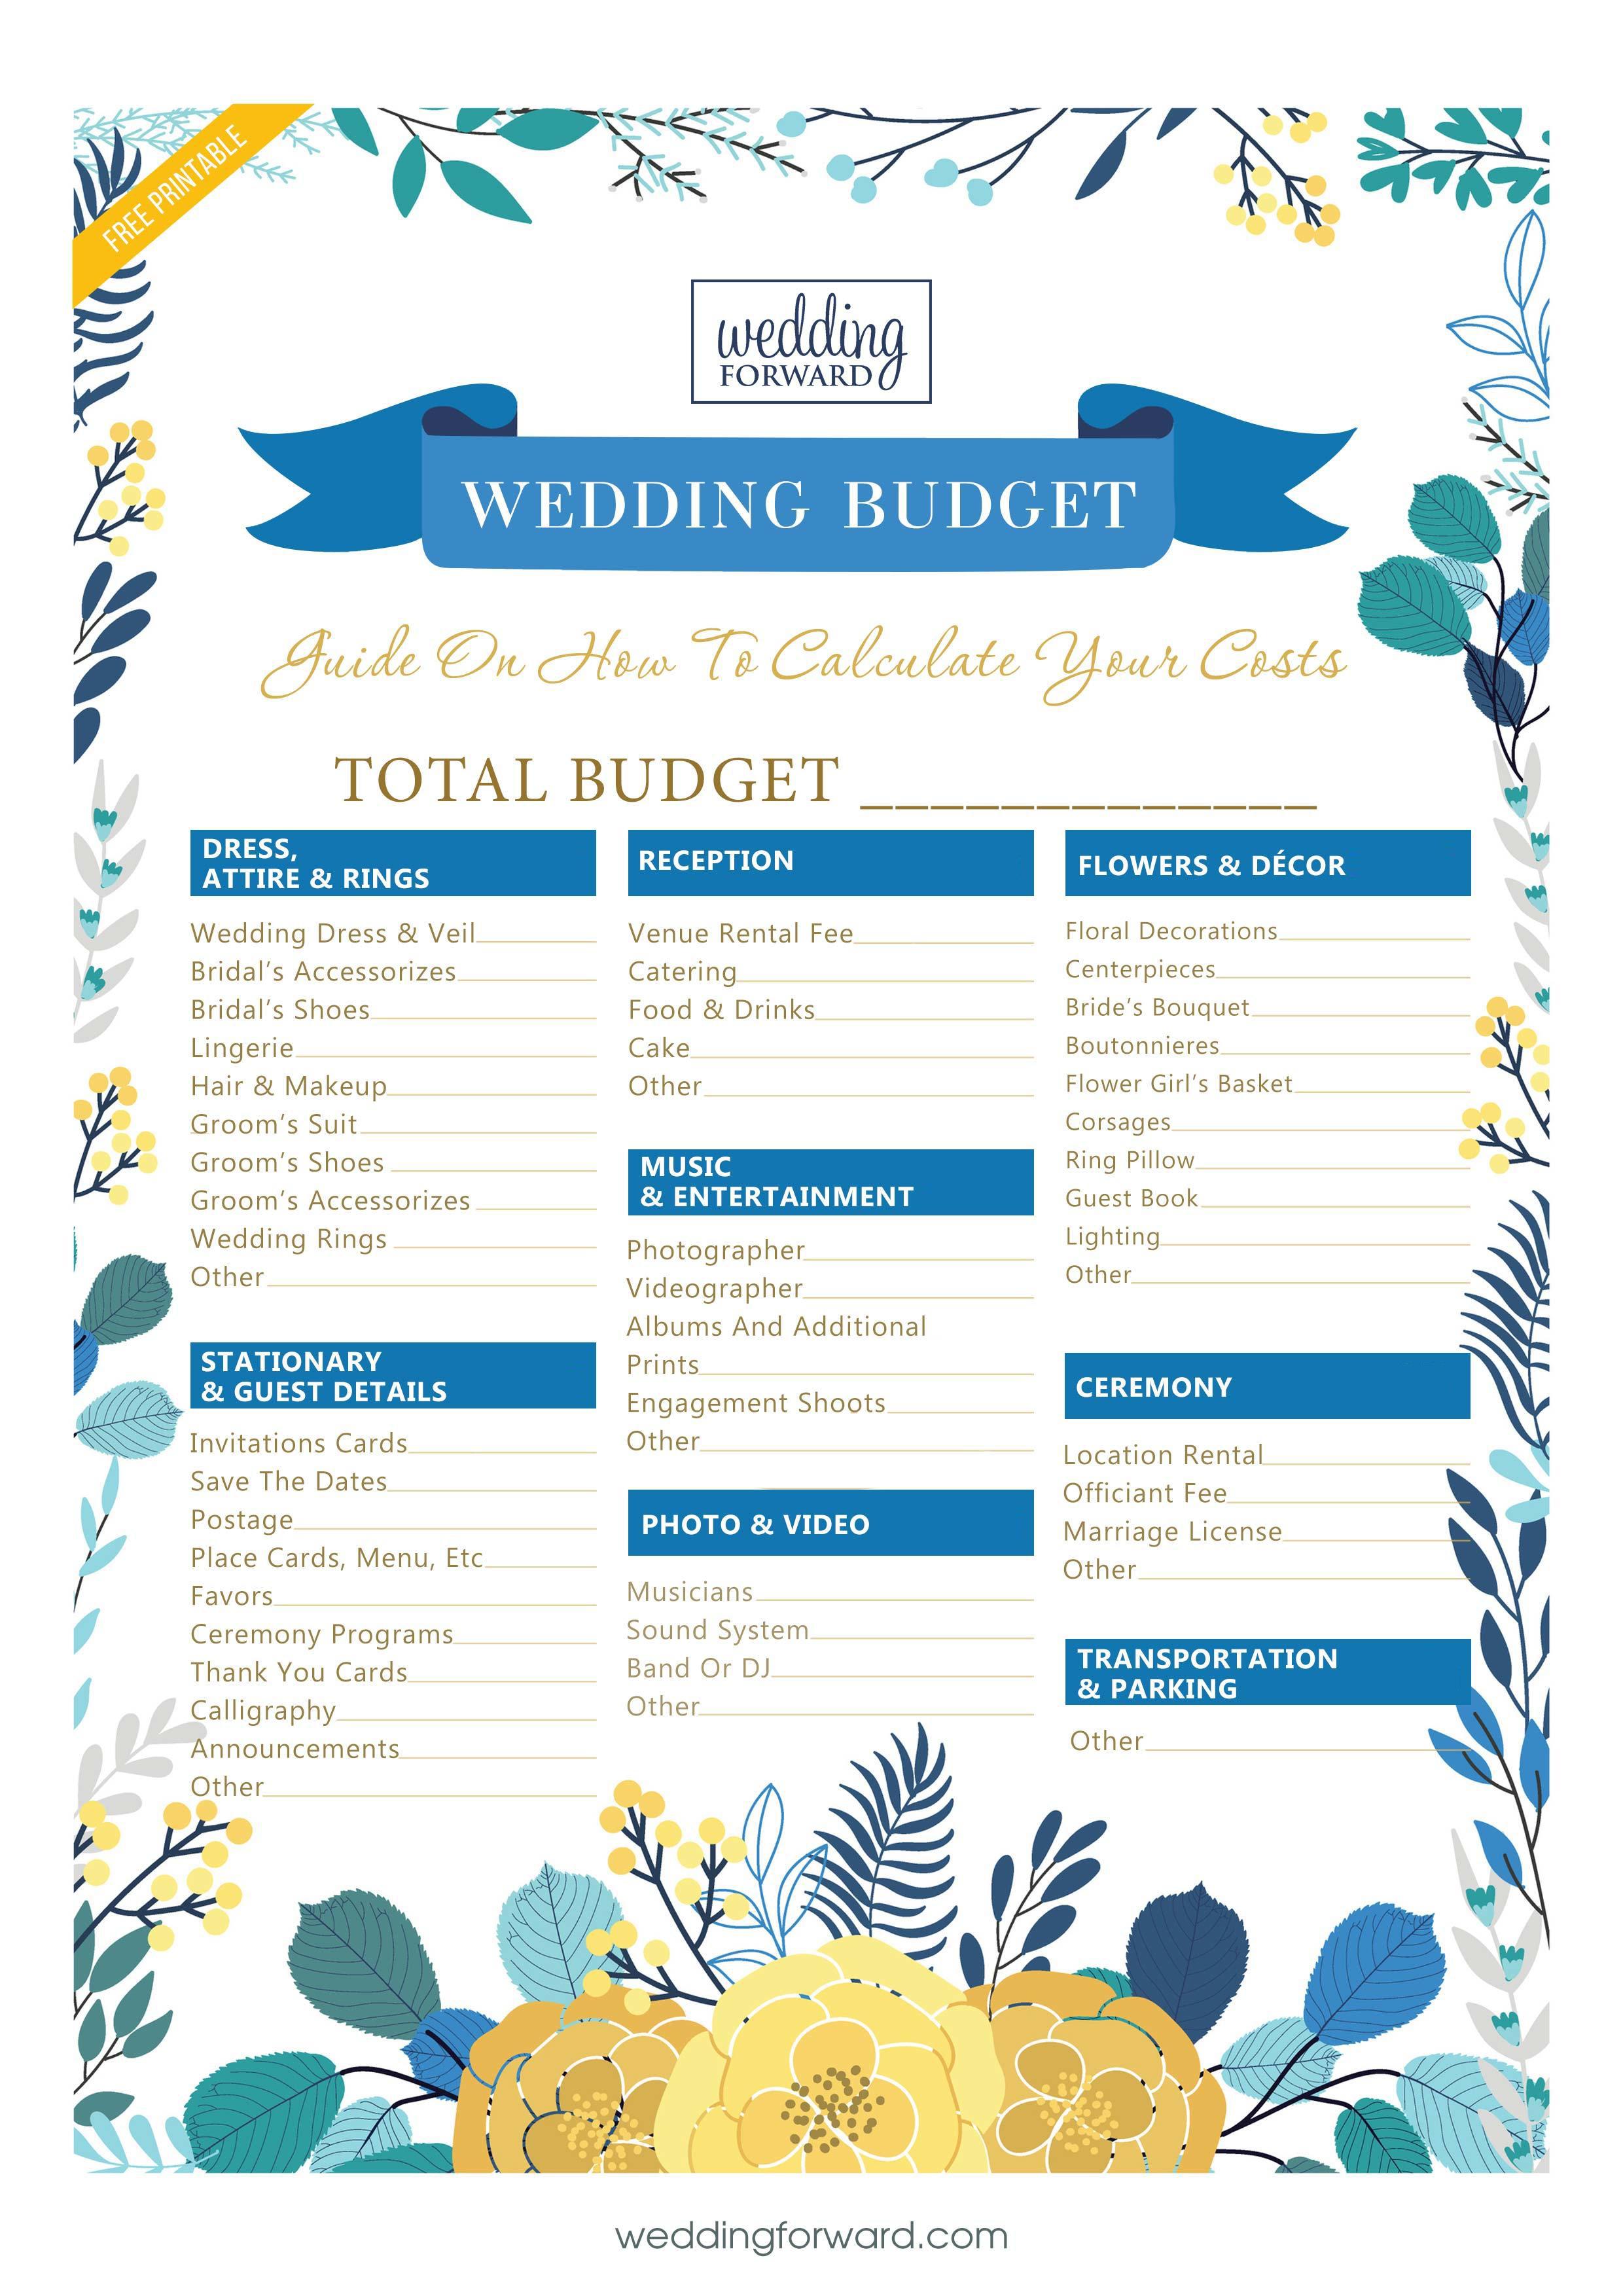 FREE PRINTABLE
wedding
FORWARD
WEDDING BUDGET
Guide On How To Calculate Your Costs
TOTAL BUDGET _____________
DRESS,
ATTIRE & RINGS
Wedding Dress & Veil
Bridal's Accessorizes
Bridal's Shoes
Lingerie
Hair & Makeup
Groom's Suit
Groom's Shoes
Groom's Accessorizes
Wedding Rings
Other
STATIONARY
& GUEST DETAILS
Invitations Cards
Save The Dates
Postage
Place Cards, Menu, Etc
Favors
Ceremony Programs
Thank You Cards
Calligraphy
Announcements
Other
RECEPTION
Venue Rental Fee
Catering
Food & Drinks
Cake
Other
MUSIC
& ENTERTAINMENT
Photographer
Videographer
Albums And Additional
Prints
Engagement Shoots
Other
PHOTO & VIDEO
Musicians
Sound System
Band Or DJ
Other
FLOWERS & DÉCOR
Floral Decorations
Centerpieces
Bride's Bouquet
Boutonnieres
Flower Girl's Basket
Corsages
Ring Pillow
Guest Book
Lighting
Other
CEREMONY
Location Rental
Officiant Fee
Marriage License
Other
TRANSPORTATION
& PARKING
Other
weddingforward.com